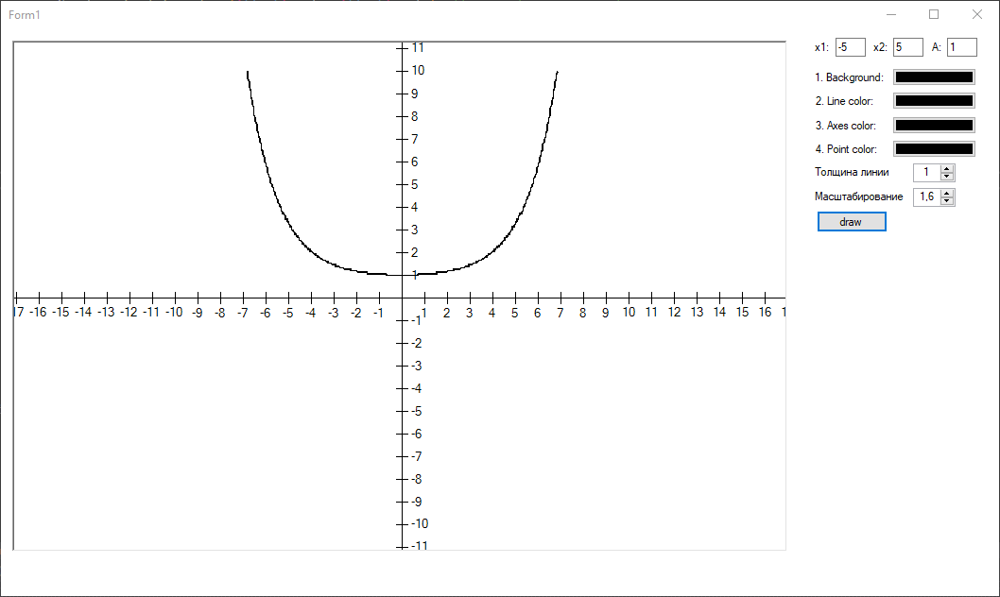 Form1
x1: -5 x2: 5 A: 1
1. Background:
2. Line color:
3. Axes color:
4. Point color:
Толщина линии 1
Масштабирование 1,6
draw
11
10
9
8
7
6
5
4
3
2
1
17 -16 -15 -14 -13 -12 -11 -10 -9 -8 -7 -6 -5 -4 -3 -2 -1 1 2 3 4 5 6 7 8 9 10 11 12 13 14 15 16 1
-1
-2
-3
-4
-5
-6
-7
-8
-9
-10
-11